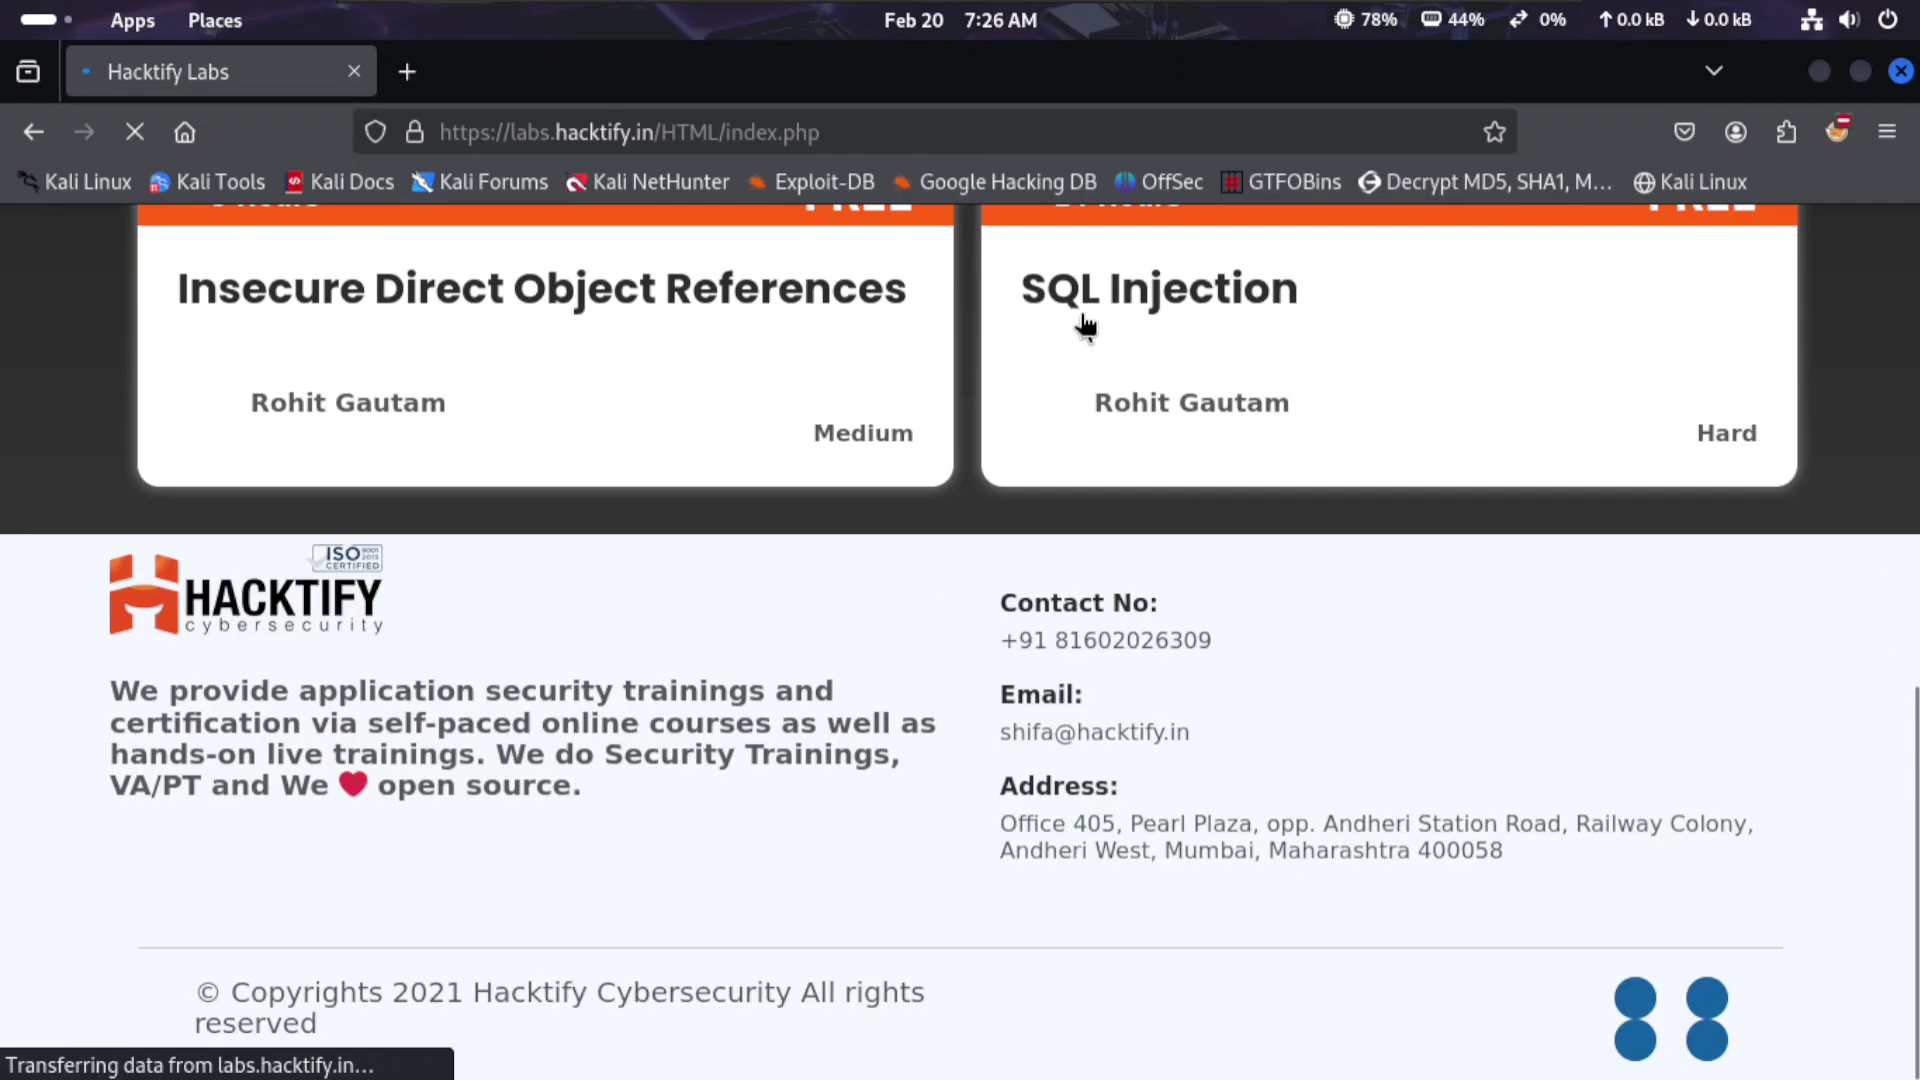 Apps Places Feb 20 7:26 AM 78% 44% 0% 0.0 kB 0.0 kB
Hacktify Labs
https://labs.hacktify.in/HTML/index.php
Kali Linux Kali Tools Kali Docs Kali Forums Kali NetHunter Exploit-DB Google Hacking DB OffSec GTFOBins Decrypt MD5, SHA1, M... Kali Linux
FREE FREE
Insecure Direct Object References
Rohit Gautam
Medium
SQL Injection
Rohit Gautam
Hard
ISO 9001 2015
CERTIFIED
HACKTIFY
cybersecurity
We provide application security trainings and
certification via self-paced online courses as well as
hands-on live trainings. We do Security Trainings,
VA/PT and We ❤ open source.
Contact No:
+91 81602026309
Email:
shifa@hacktify.in
Address:
Office 405, Pearl Plaza, opp. Andheri Station Road, Railway Colony,
Andheri West, Mumbai, Maharashtra 400058
© Copyrights 2021 Hacktify Cybersecurity All rights
reserved
Transferring data from labs.hacktify.in...